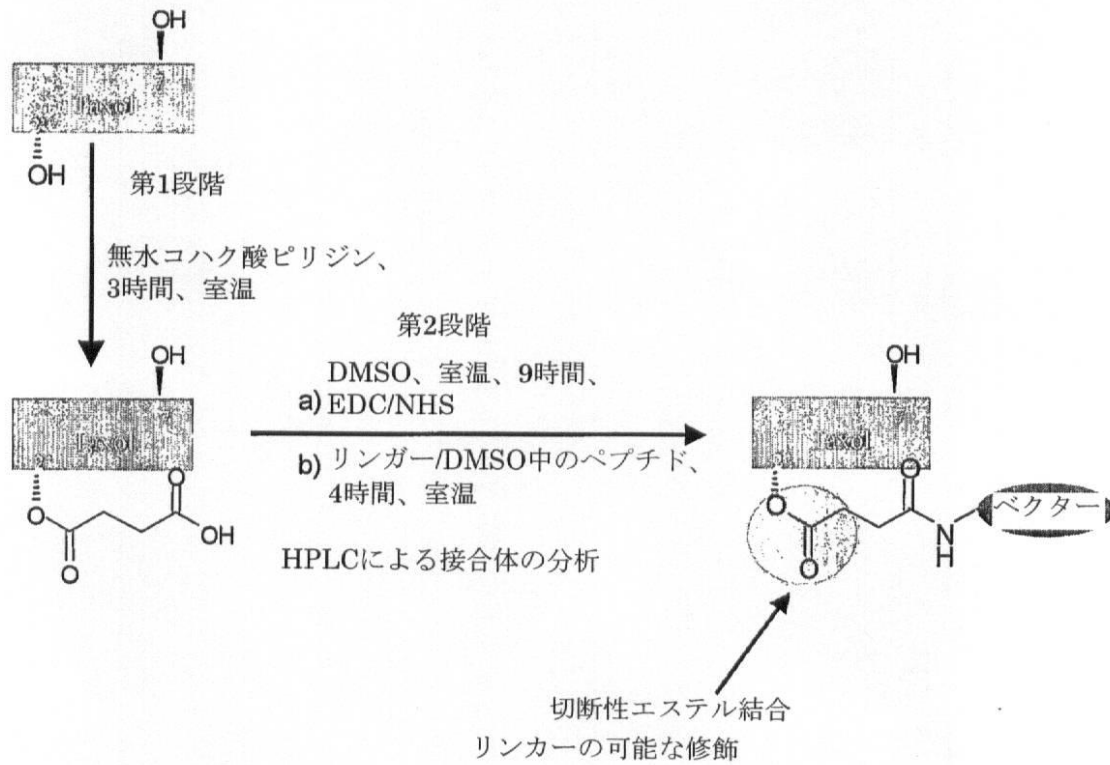 OH
Taxol
OH
第1段階
無水コハク酸ピリジン、
3時間、室温
第2段階
OH
Taxol
O
O
OH
O
a) DMSO、室温、9時間、
EDC/NHS
b) リンガー/DMSO中のペプチド、
4時間、室温
HPLCによる接合体の分析
OH
Taxol
O
O
N
H
ベクター
O
切断性エステル結合
リンカーの可能な修飾